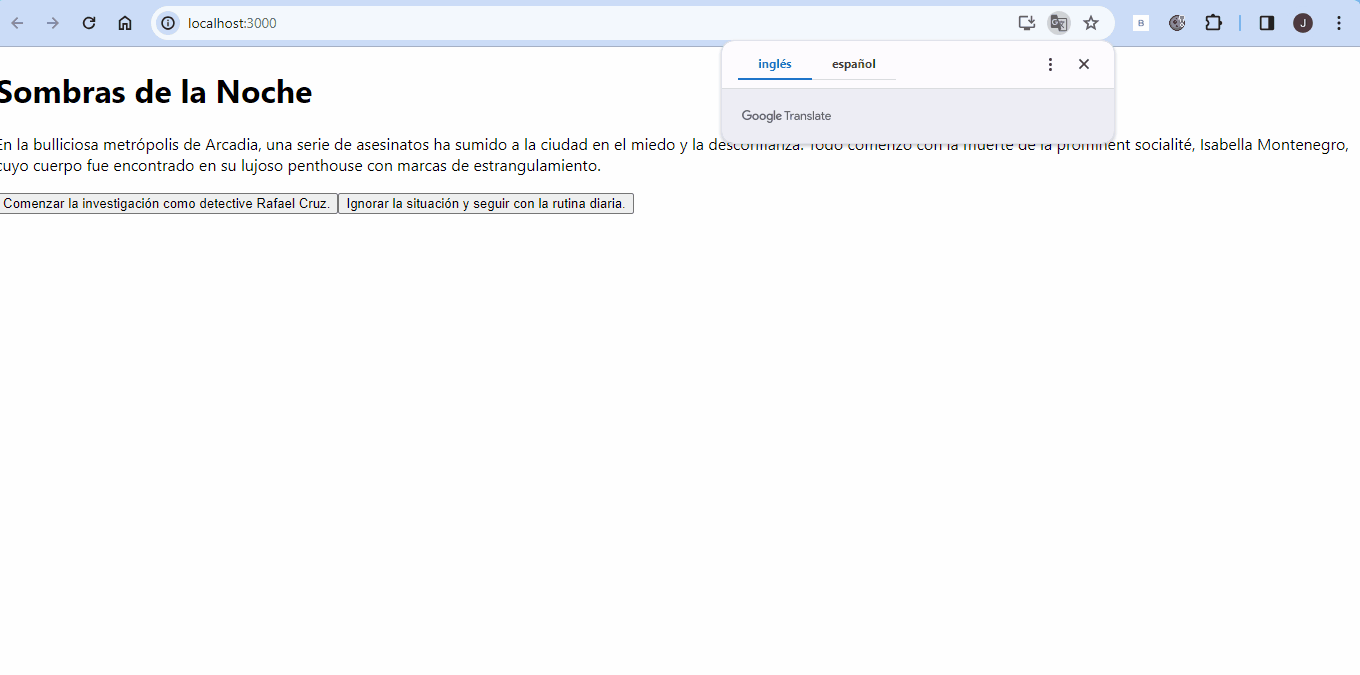 localhost:3000
B
J
inglés español
Google Translate
Sombras de la Noche
En la bulliciosa metrópolis de Arcadia, una serie de asesinatos ha sumido a la ciudad en el miedo y la desconfianza. Todo comenzó con la muerte de la prominent socialité, Isabella Montenegro,
cuyo cuerpo fue encontrado en su lujoso penthouse con marcas de estrangulamiento.
Comenzar la investigación como detective Rafael Cruz. Ignorar la situación y seguir con la rutina diaria.